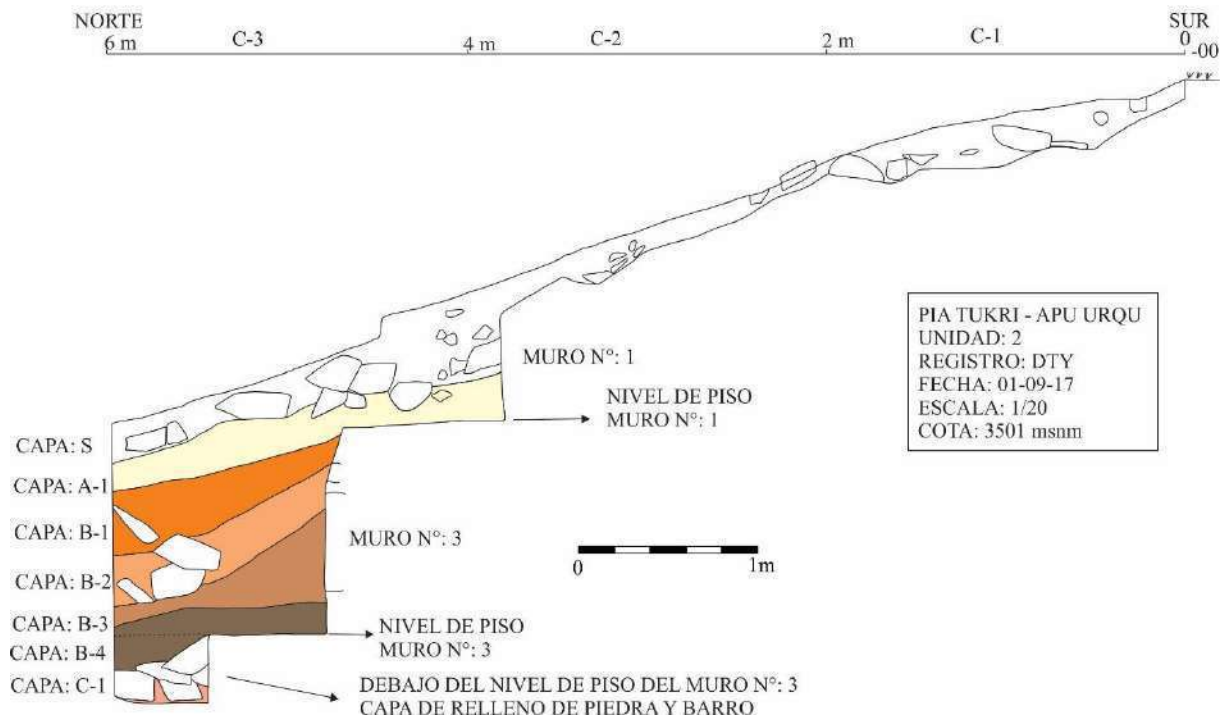 NORTE
SUR
6 m
C-3
4 m
C-2
2 m
C-1
0
-00
MURO N°: 1
NIVEL DE PISO
MURO N°: 1
PIA TUKRI - APU URQU
UNIDAD: 2
REGISTRO: DTY
FECHA: 01-09-17
ESCALA: 1/20
COTA: 3501 msnm
CAPA: S
CAPA: A-1
CAPA: B-1
MURO N°: 3
0
1m
CAPA: B-2
CAPA: B-3
NIVEL DE PISO
MURO N°: 3
CAPA: B-4
CAPA: C-1
DEBAJO DEL NIVEL DE PISO DEL MURO N°: 3
CAPA DE RELLENO DE PIEDRA Y BARRO